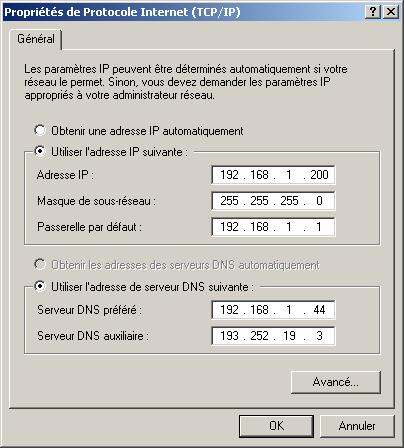 Propriétés de Protocole Internet (TCP/IP)
Général
Les paramètres IP peuvent être déterminés automatiquement si votre
réseau le permet. Sinon, vous devez demander les paramètres IP
appropriés à votre administrateur réseau.
Obtenir une adresse IP automatiquement
Utiliser l'adresse IP suivante :
Adresse IP : 192 . 168 . 1 . 200
Masque de sous-réseau : 255 . 255 . 255 . 0
Passerelle par défaut : 192 . 168 . 1 . 1
Obtenir les adresses des serveurs DNS automatiquement
Utiliser l'adresse de serveur DNS suivante :
Serveur DNS préféré : 192 . 168 . 1 . 44
Serveur DNS auxiliaire : 193 . 252 . 19 . 3
Avancé...
OK Annuler